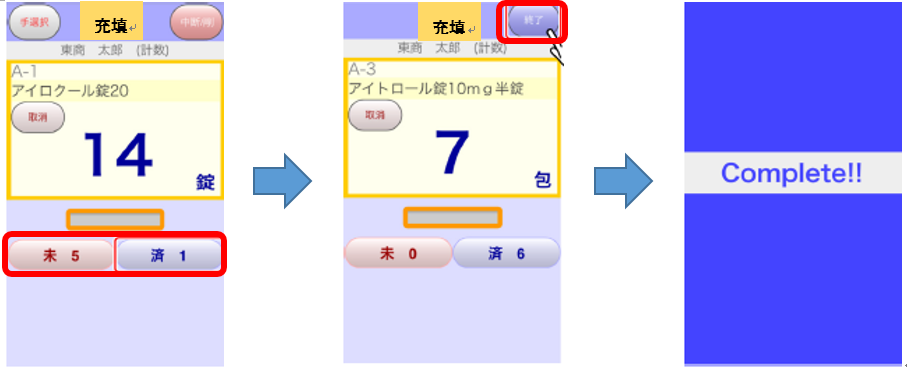 手選択
充填
中断/例
東商 太郎 (計数)
A-1
アイロクール錠20
取消
14
錠
未 5
済 1
充填
終了
東商 太郎 (計数)
A-3
アイトロール錠10mg半錠
取消
7
包
未 0
済 6
Complete!!